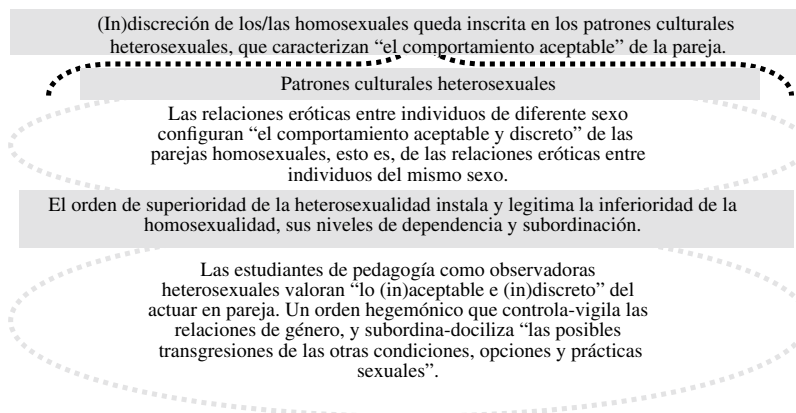 (In)discreción de los/las homosexuales queda inscrita en los patrones culturales
heterosexuales, que caracterizan “el comportamiento aceptable” de la pareja.
Patrones culturales heterosexuales
Las relaciones eróticas entre individuos de diferente sexo
configuran “el comportamiento aceptable y discreto” de las
parejas homosexuales, esto es, de las relaciones eróticas entre
individuos del mismo sexo.
El orden de superioridad de la heterosexualidad instala y legitima la inferioridad de la
homosexualidad, sus niveles de dependencia y subordinación.
Las estudiantes de pedagogía como observadoras
heterosexuales valoran “lo (in)aceptable e (in)discreto” del
actuar en pareja. Un orden hegemónico que controla-vigila las
relaciones de género, y subordina-dociliza “las posibles
transgresiones de las otras condiciones, opciones y prácticas
sexuales”.